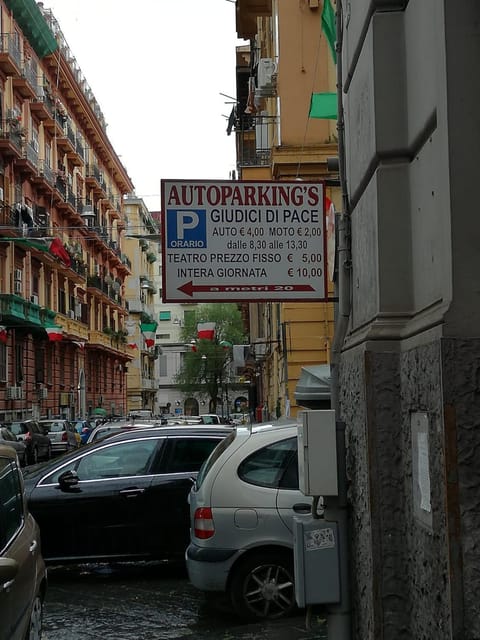 AUTOPARKING'S
P
ORARIO
GIUDICI DI PACE
AUTO € 4,00 MOTO € 2,00
dalle 8,30 alle 13,30
TEATRO PREZZO FISSO € 5,00
INTERA GIORNATA € 10,00
a metri 20